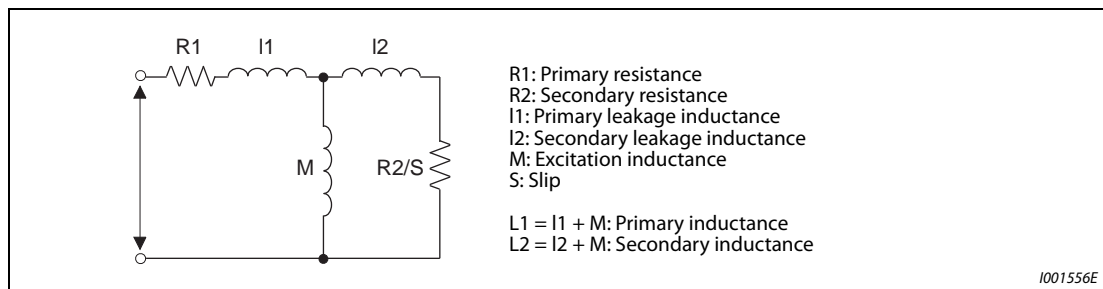 R1 l1 l2
M R2/S
R1: Primary resistance
R2: Secondary resistance
l1: Primary leakage inductance
l2: Secondary leakage inductance
M: Excitation inductance
S: Slip
L1 = l1 + M: Primary inductance
L2 = l2 + M: Secondary inductance
I001556E